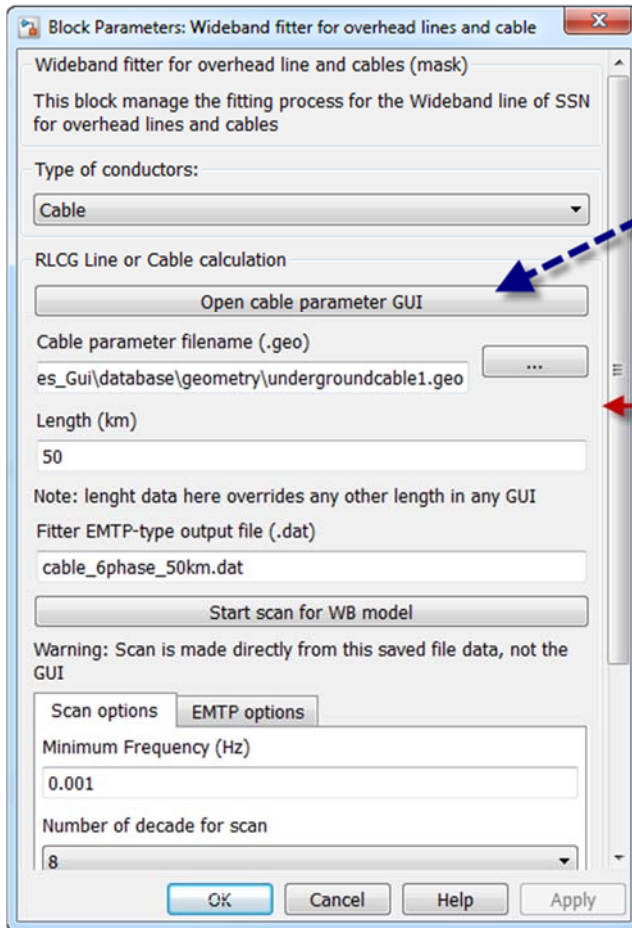 Block Parameters: Wideband fitter for overhead lines and cable
Wideband fitter for overhead line and cables (mask)
This block manage the fitting process for the Wideband line of SSN
for overhead lines and cables
Type of conductors:
Cable
RLCG Line or Cable calculation
Open cable parameter GUI
Cable parameter filename (.geo)
es_Gui\database\geometry\undergroundcable1.geo
...
Length (km)
50
Note: lenght data here overrides any other length in any GUI
Fitter EMTP-type output file (.dat)
cable_6phase_50km.dat
Start scan for WB model
Warning: Scan is made directly from this saved file data, not the
GUI
Scan options EMTP options
Minimum Frequency (Hz)
0.001
Number of decade for scan
8
OK Cancel Help Apply